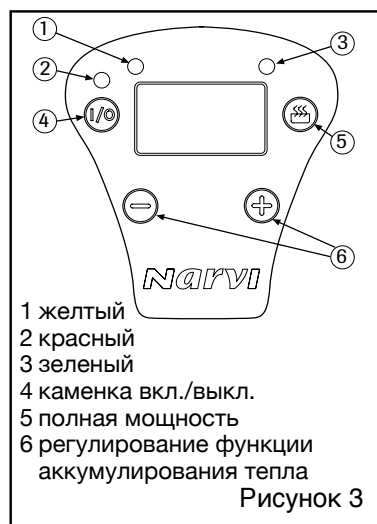 1
3
2
4
I/O
5
6
Narvi
1 желтый
2 красный
3 зеленый
4 каменка вкл./выкл.
5 полная мощность
6 регулирование функции
аккумулирования тепла
Рисунок 3